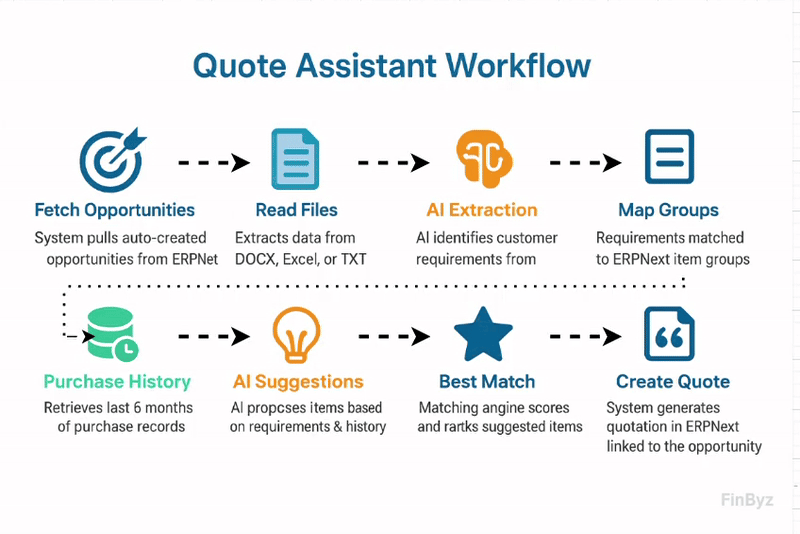 Quote Assistant Workflow
Fetch Opportunities
System pulls auto-created
opportunities from ERPNet
Read Files
Extracts data from
DOCX, Excel, or TXT
AI Extraction
AI identifies customer
requirements from
Map Groups
Requirements matched
to ERPNext item groups
Purchase History
Retrieves last 6 months
of purchase records
AI Suggestions
AI propcses items based
on requirements & history
Best Match
Matching angine scores
and rartks suggested items
Create Quote
System generates
quotation in ERPNext
linked to the opportunity
FinByz